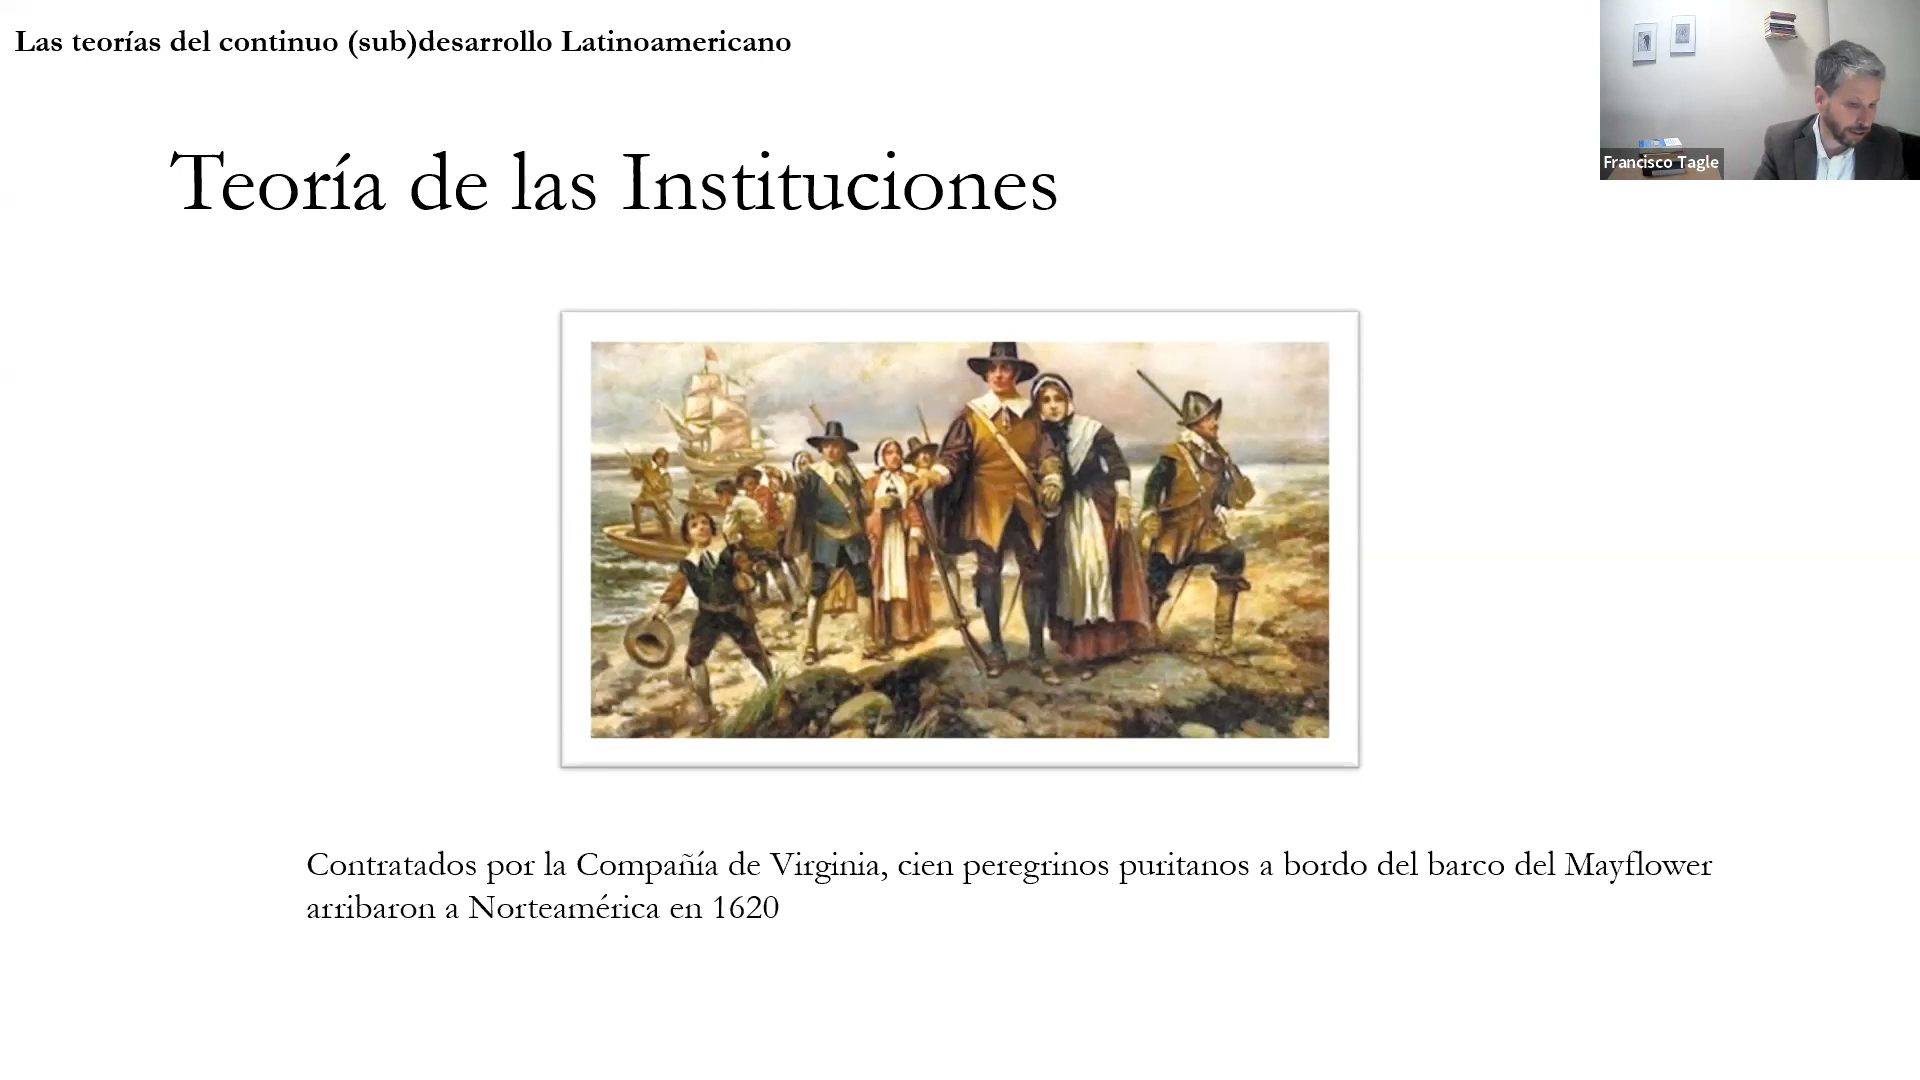 Las teorías del continuo (sub)desarrollo Latinoamericano
Francisco Tagle
Teoría de las Instituciones
Contratados por la Compañía de Virginia, cien peregrinos puritanos a bordo del barco del Mayflower
arribaron a Norteamérica en 1620